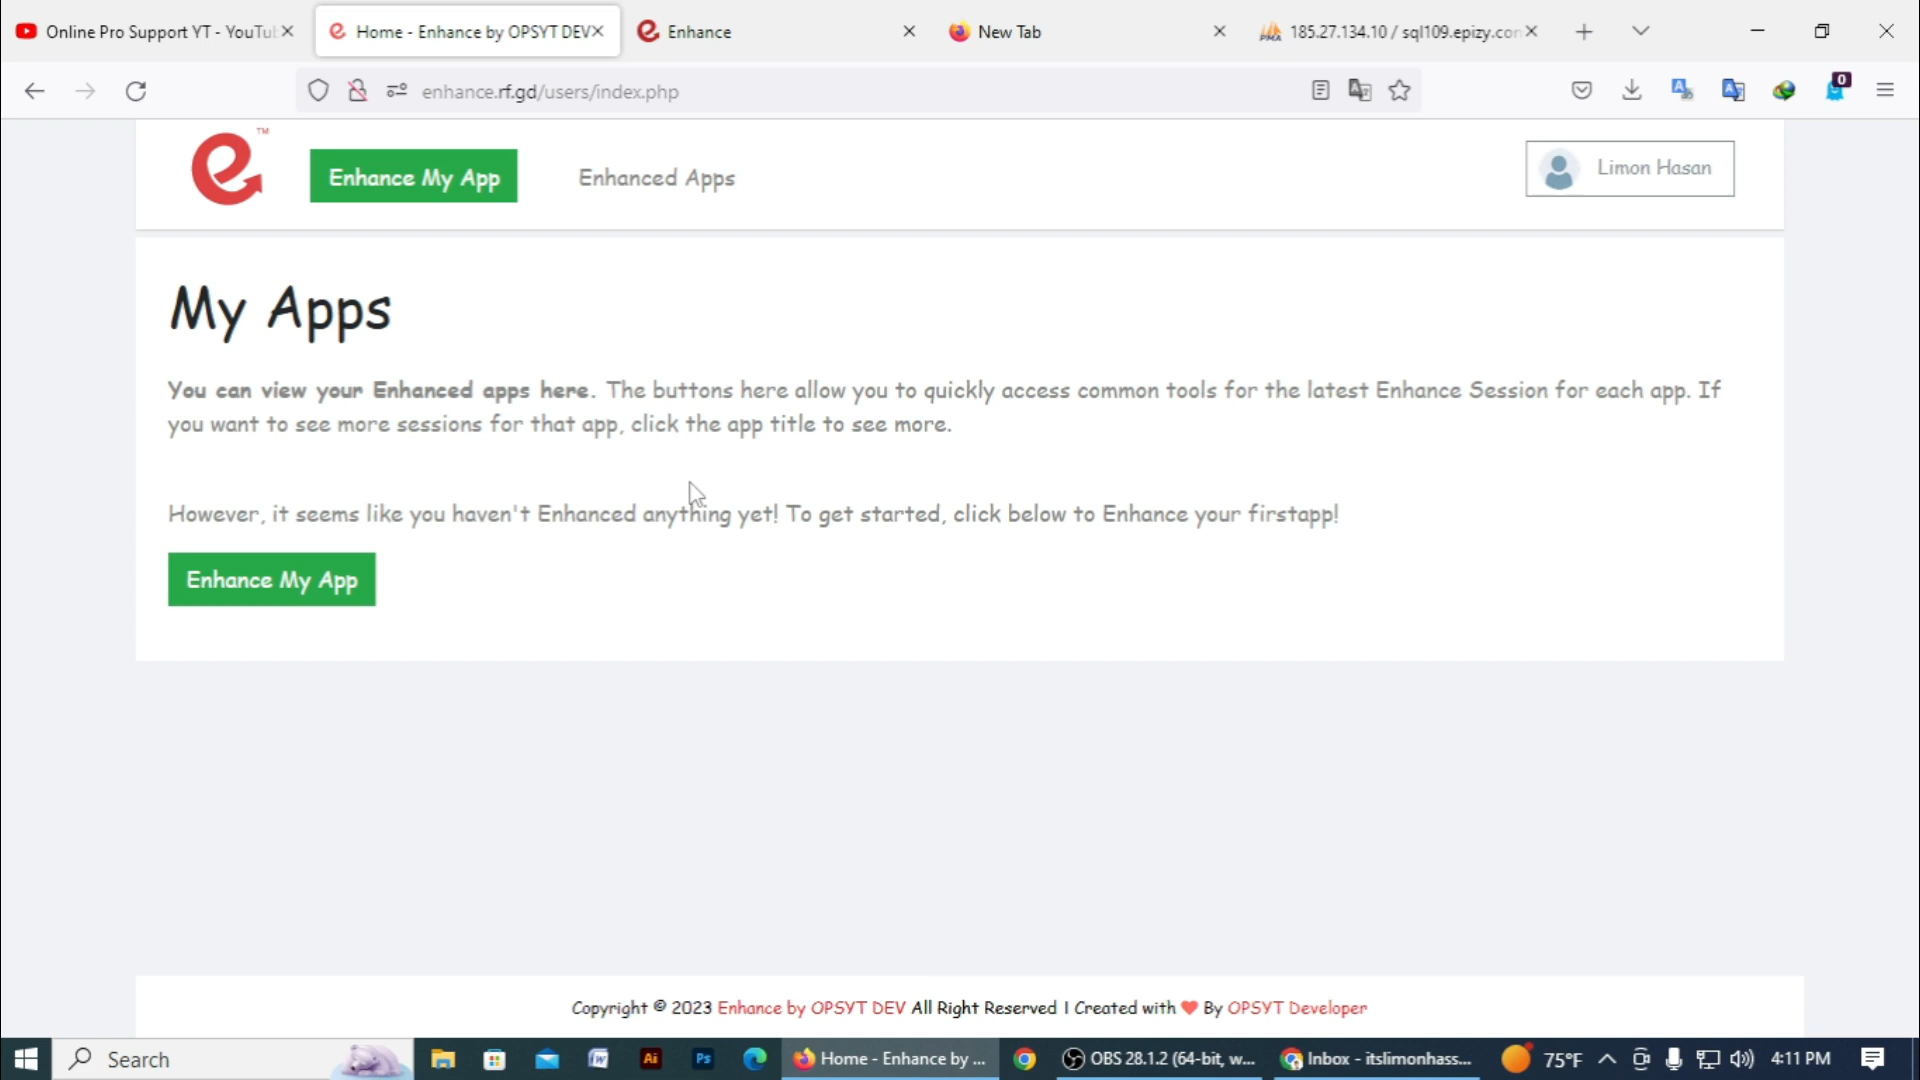 Online Pro Support YT - YouTu
Home - Enhance by OPSYT DEV
Enhance
New Tab
185.27.134.10 / sql109.epizy.con
enhance.rf.gd/users/index.php
0
TM
Enhance My App
Enhanced Apps
Limon Hasan
My Apps
You can view your Enhanced apps here. The buttons here allow you to quickly access common tools for the latest Enhance Session for each app. If
you want to see more sessions for that app, click the app title to see more.
However, it seems like you haven't Enhanced anything yet! To get started, click below to Enhance your firstapp!
Enhance My App
Copyright © 2023 Enhance by OPSYT DEV All Right Reserved | Created with ❤ By OPSYT Developer
Search
Ai
Ps
Home - Enhance by ...
OBS 28.1.2 (64-bit, w...
Inbox - itslimonhass...
75°F
4:11 PM